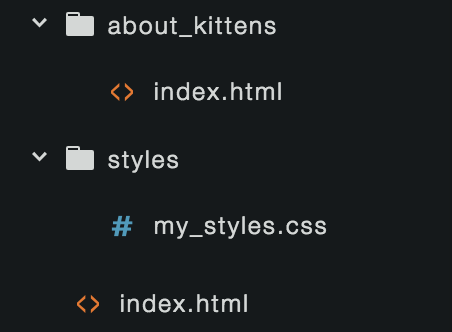 about_kittens
<> index.html
styles
# my_styles.css
<> index.html